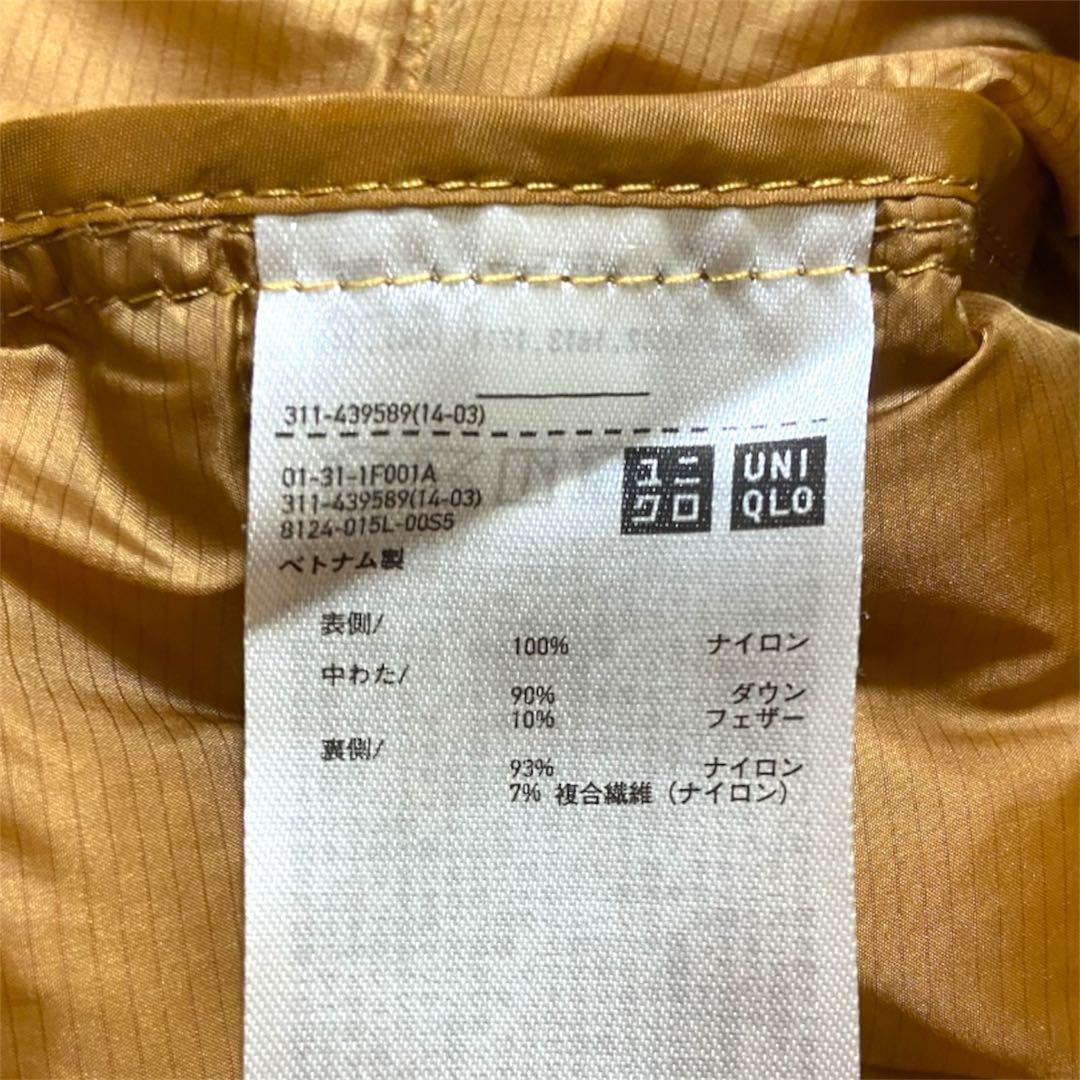 311-439589(14-03)
01-31-1F001A
311-439589(14-03)
8124-015L-00S5
ベトナム製
ユニ
クロ
UNI
QLO
表側/
100% ナイロン
中わた/
90% ダウン
10% フェザー
裏側/
93% ナイロン
7% 複合繊維 (ナイロン)